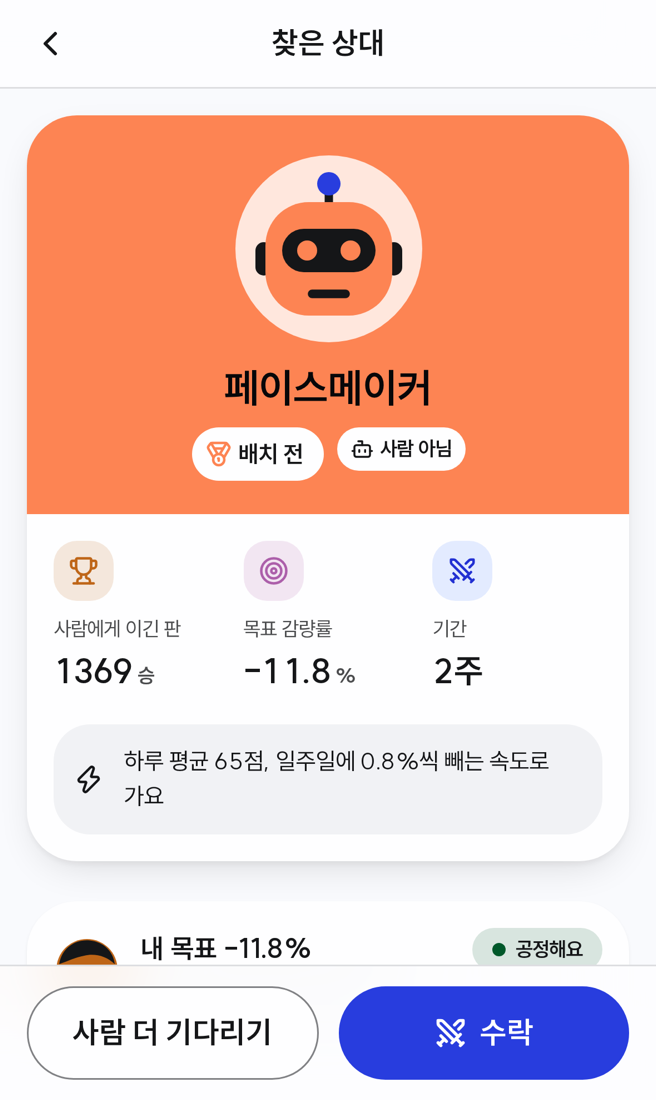 찾은 상대
페이스메이커
배치 전
사람 아님
사람에게 이긴 판
목표 감량률
기간
1369 승
-11.8 %
2주
하루 평균 65점, 일주일에 0.8%씩 빼는 속도로
가요
내 목표 -11.8%
공정해요
사람 더 기다리기
수락